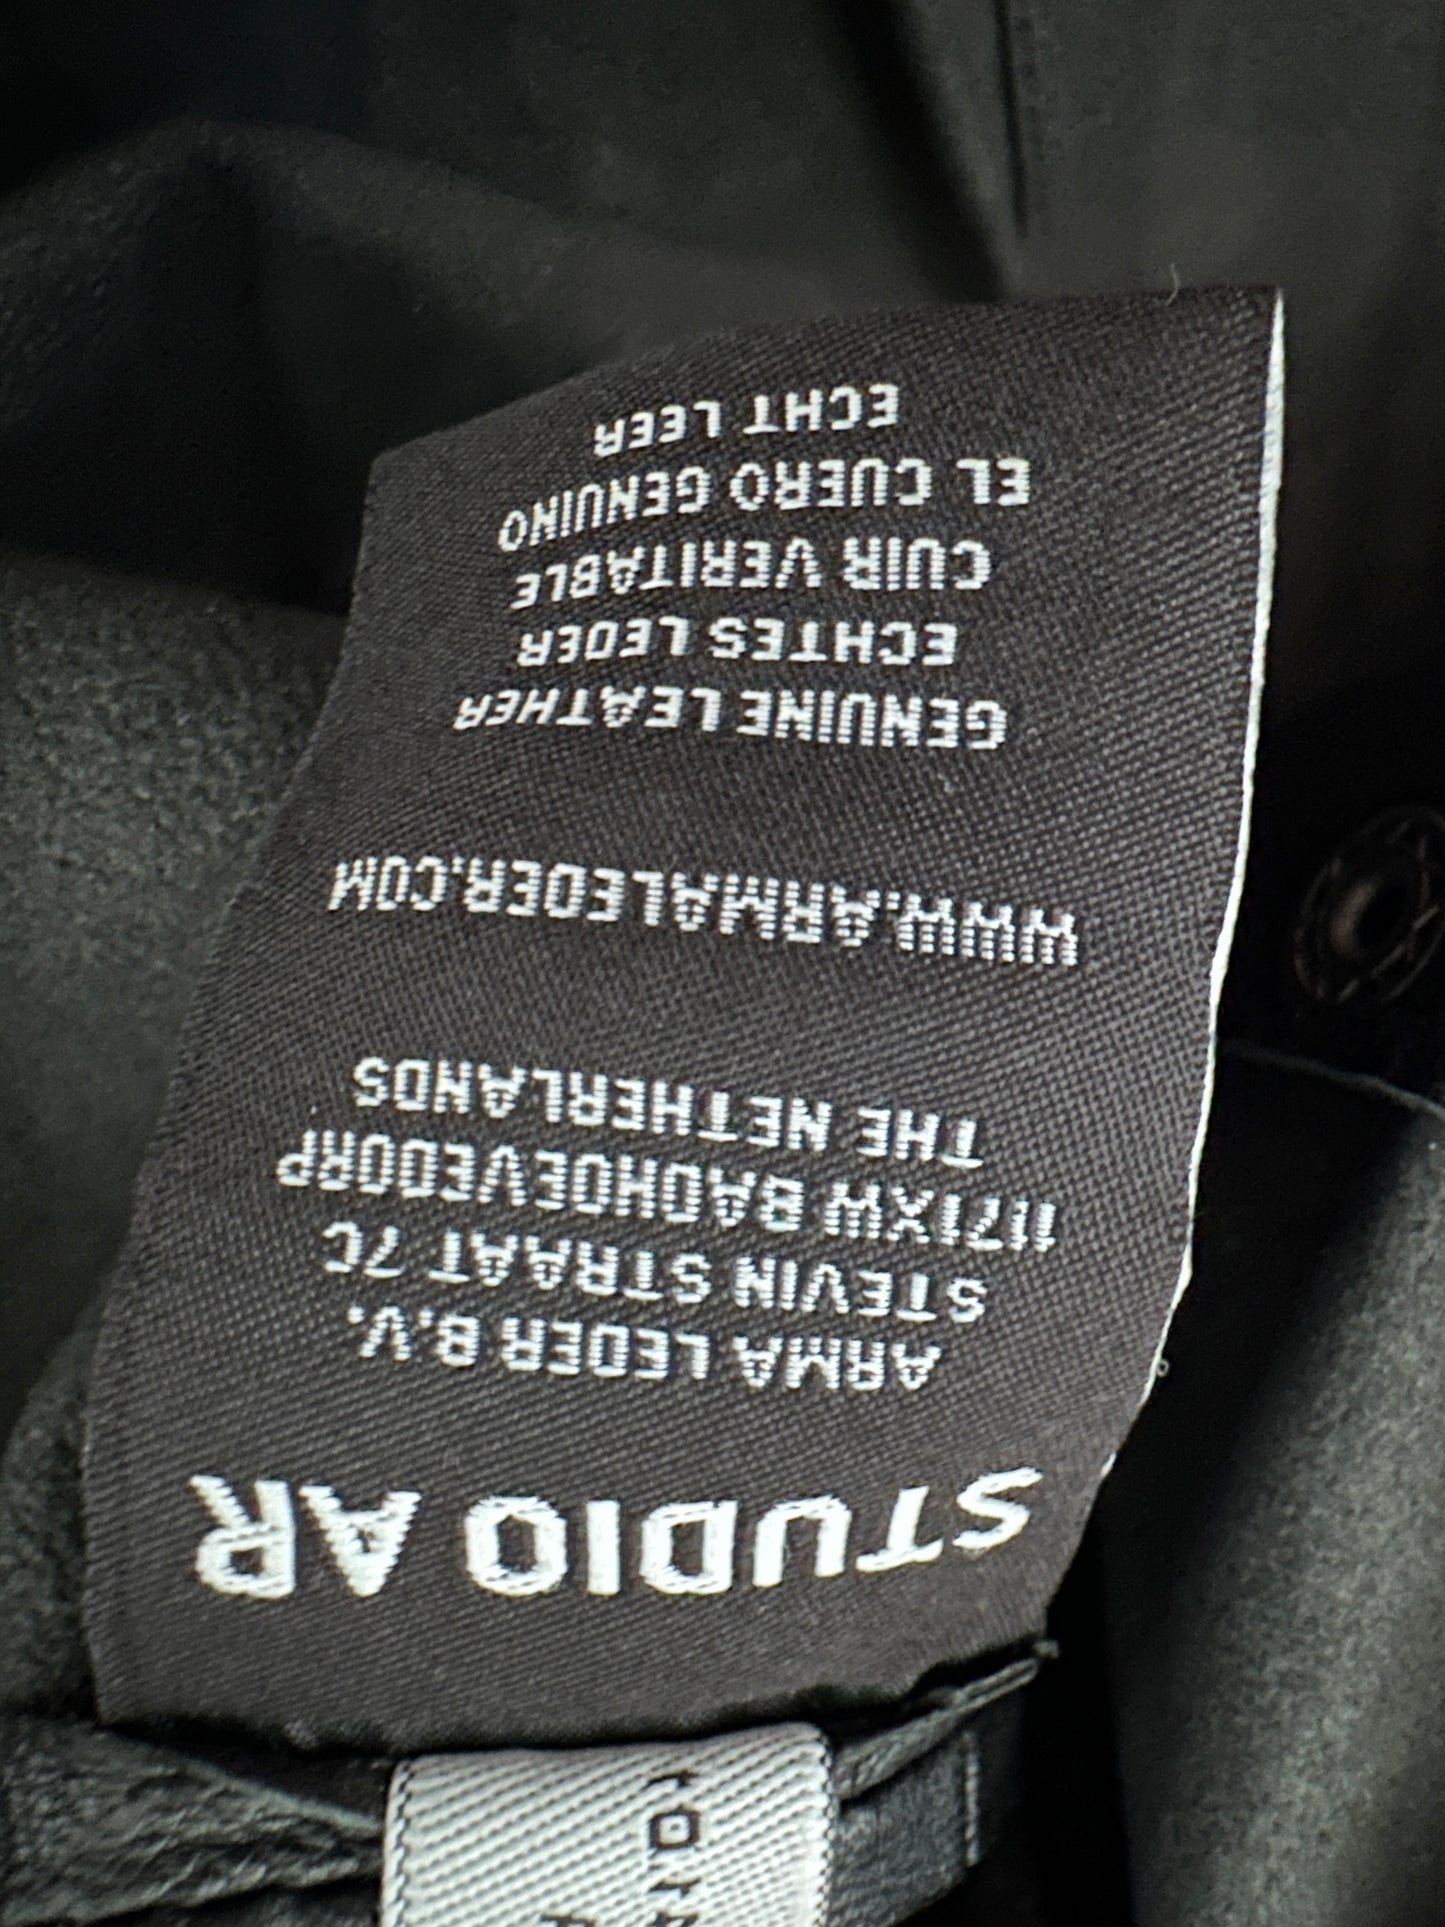 STUDIO AR
ARMA LEDER B.V.
STEVIN STRAAT 7C
1171XW BADHOEVEDORP
THE NETHERLANDS
WWW.ARMALEDER.COM
GENUINE LEATHER
ECHTES LEDER
CUIR VERITABLE
EL CUERO GENUINO
ECHT LEER